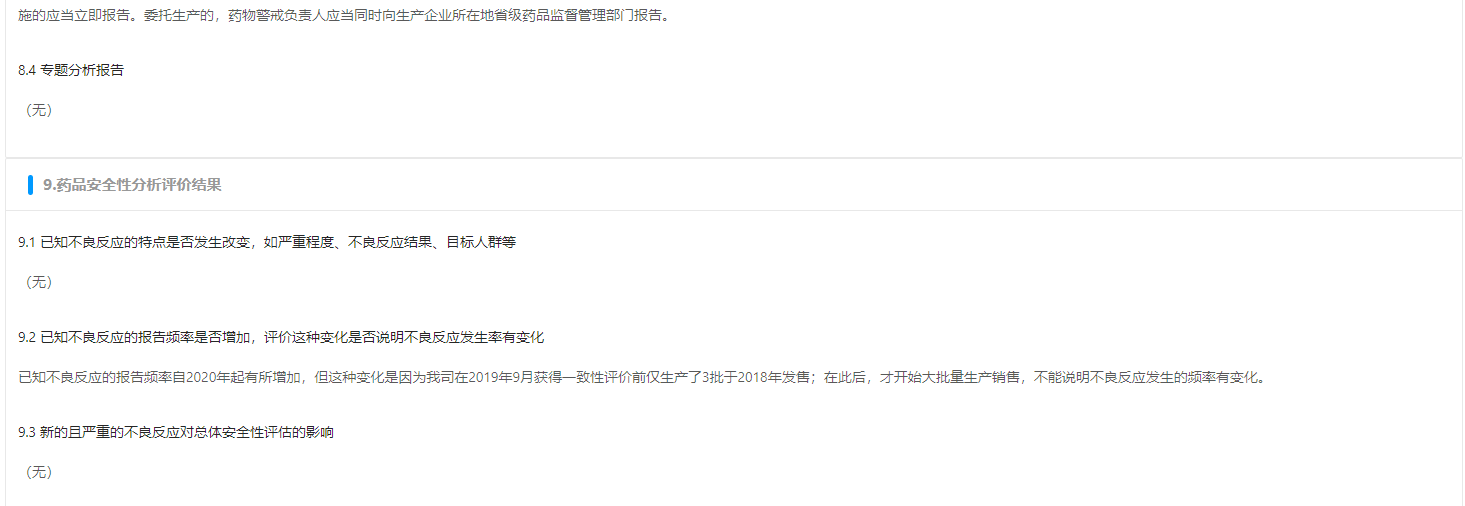 施的应当立即报告。委托生产的，药物警戒负责人应当同时向生产企业所在地省级药品监督管理部门报告。
8.4 专题分析报告
（无）
9.药品安全性分析评价结果
9.1 已知不良反应的特点是否发生改变，如严重程度、不良反应结果、目标人群等
（无）
9.2 已知不良反应的报告频率是否增加，评价这种变化是否说明不良反应发生率有变化
已知不良反应的报告频率自2020年起有所增加，但这种变化是因为我司在2019年9月获得一致性评价前仅生产了3批于2018年发售；在此后，才开始大批量生产销售，不能说明不良反应发生的频率有变化。
9.3 新的且严重的不良反应对总体安全性评估的影响
（无）